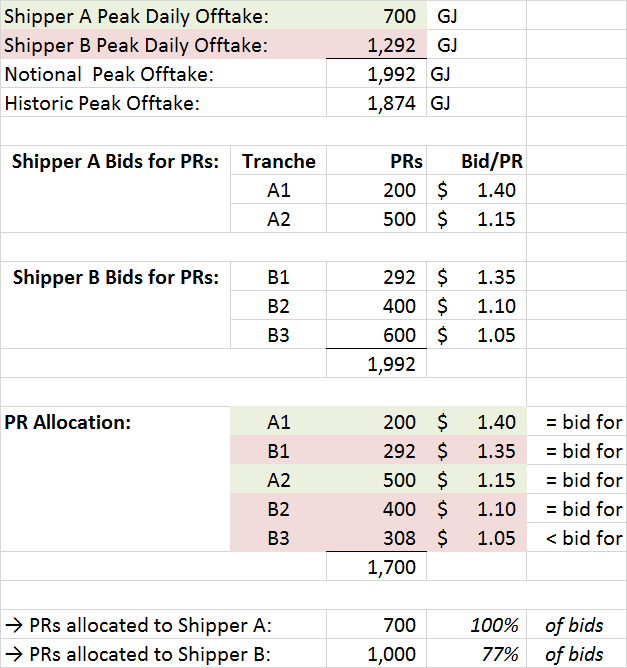 Shipper A Peak Daily Offtake: 700 GJ
Shipper B Peak Daily Offtake: 1,292 GJ
Notional Peak Offtake: 1,992 GJ
Historic Peak Offtake: 1,874 GJ
Shipper A Bids for PRs: Tranche PRs Bid/PR
A1 200 $ 1.40
A2 500 $ 1.15
Shipper B Bids for PRs: B1 292 $ 1.35
B2 400 $ 1.10
B3 600 $ 1.05
1,992
PR Allocation: A1 200 $ 1.40 = bid for
B1 292 $ 1.35 = bid for
A2 500 $ 1.15 = bid for
B2 400 $ 1.10 = bid for
B3 308 $ 1.05 < bid for
1,700
→ PRs allocated to Shipper A: 700 100% of bids
→ PRs allocated to Shipper B: 1,000 77% of bids